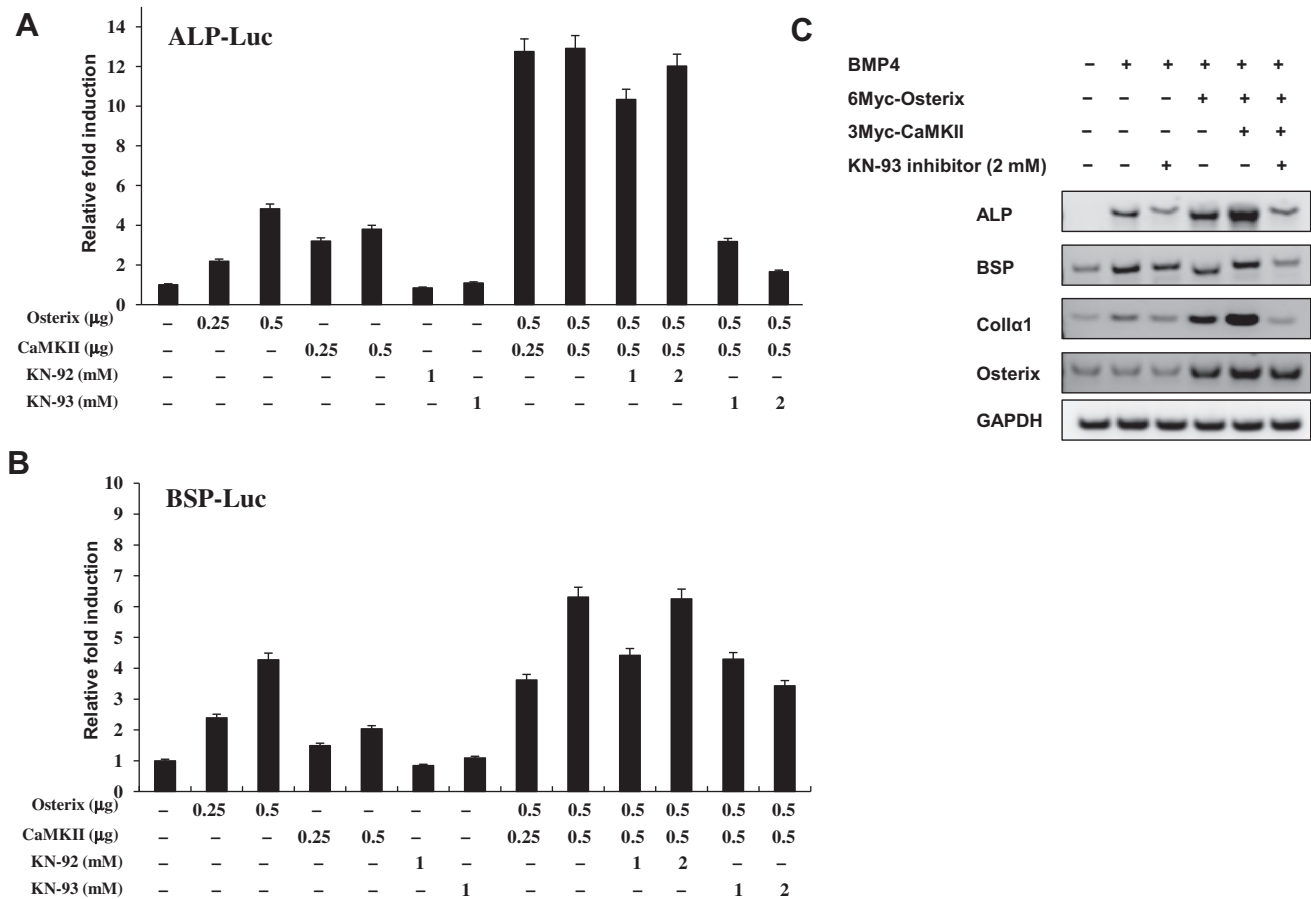 A
ALP-Luc
Relative fold induction
14
12
10
8
6
4
2
0
Osterix (μg) – 0.25 0.5 – – – – 0.5 0.5 0.5 0.5 0.5 0.5
CaMKII (μg) – – – 0.25 0.5 – – 0.25 0.5 0.5 0.5 0.5 0.5
KN-92 (mM) – – – – – 1 – – – 1 2 – –
KN-93 (mM) – – – – – – 1 – – – – 1 2
B
BSP-Luc
Relative fold induction
10
9
8
7
6
5
4
3
2
1
0
Osterix (μg) – 0.25 0.5 – – – – 0.5 0.5 0.5 0.5 0.5 0.5
CaMKII (μg) – – – 0.25 0.5 – – 0.25 0.5 0.5 0.5 0.5 0.5
KN-92 (mM) – – – – – 1 – – – 1 2 – –
KN-93 (mM) – – – – – – 1 – – – – 1 2
C
BMP4 – + + + + +
6Myc-Osterix – – – + + +
3Myc-CaMKII – – – – + +
KN-93 inhibitor (2 mM) – – + – – +
ALP
BSP
ColIα1
Osterix
GAPDH